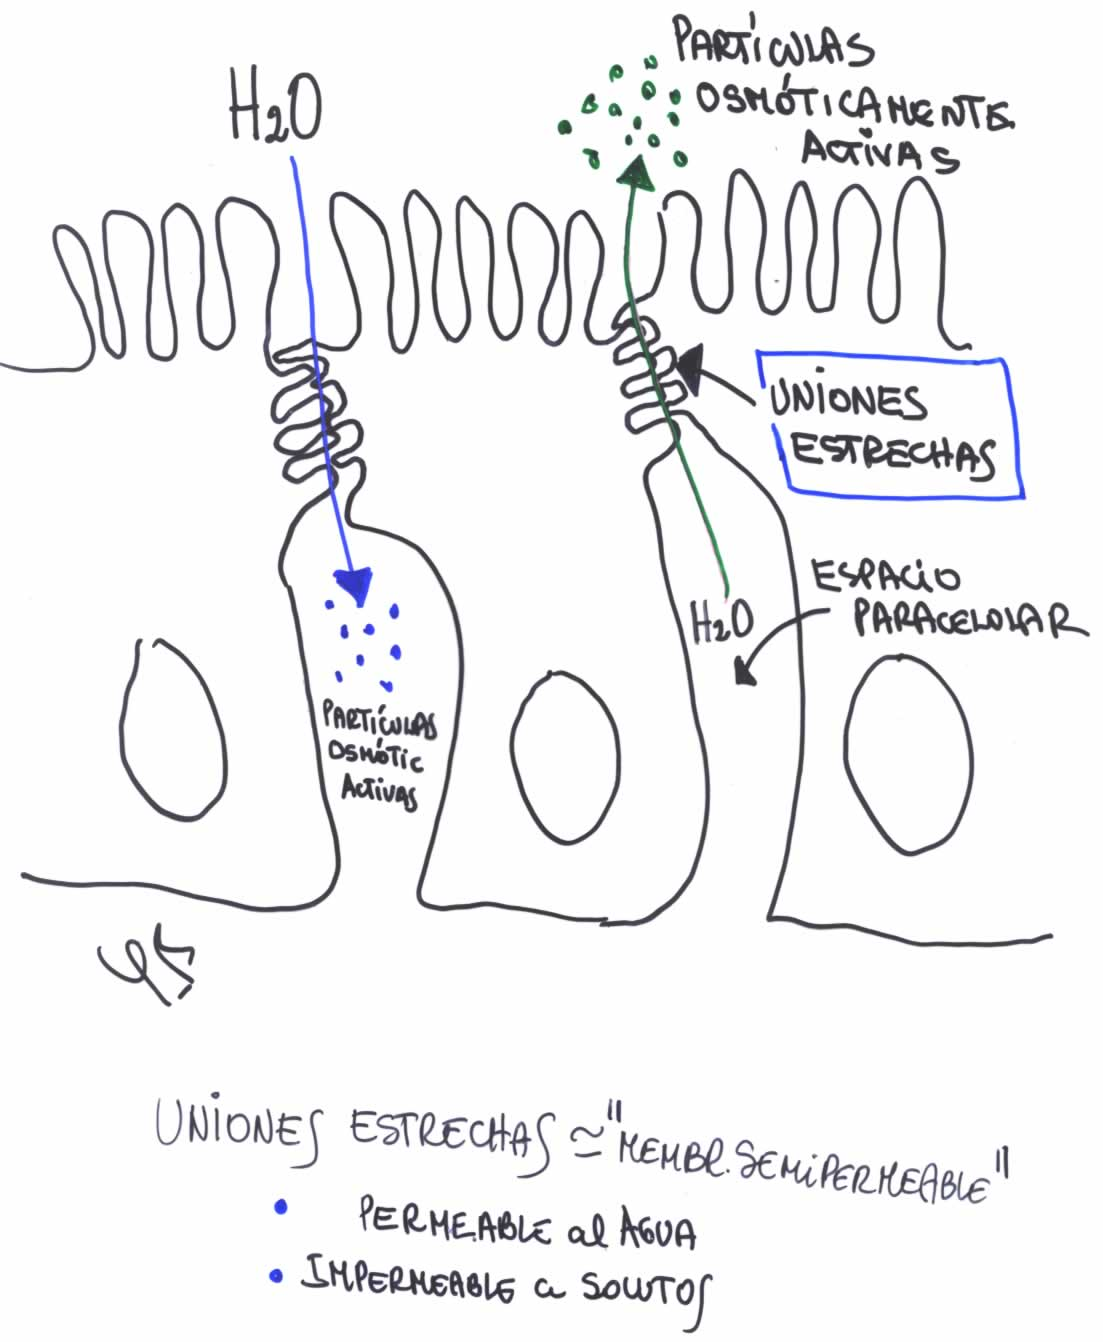 H₂O
PARTÍCULAS
OSMÓTICAMENTE
ACTIVAS
UNIONES
ESTRECHAS
ESPACIO
PARACELULAR
H₂O
PARTÍCULAS
OSMÓTIC
ACTIVAS
UNIONES ESTRECHAS ≃ "MEMBR. SEMIPERMEABLE"
• PERMEABLE al AGUA
• IMPERMEABLE a SOLUTOS